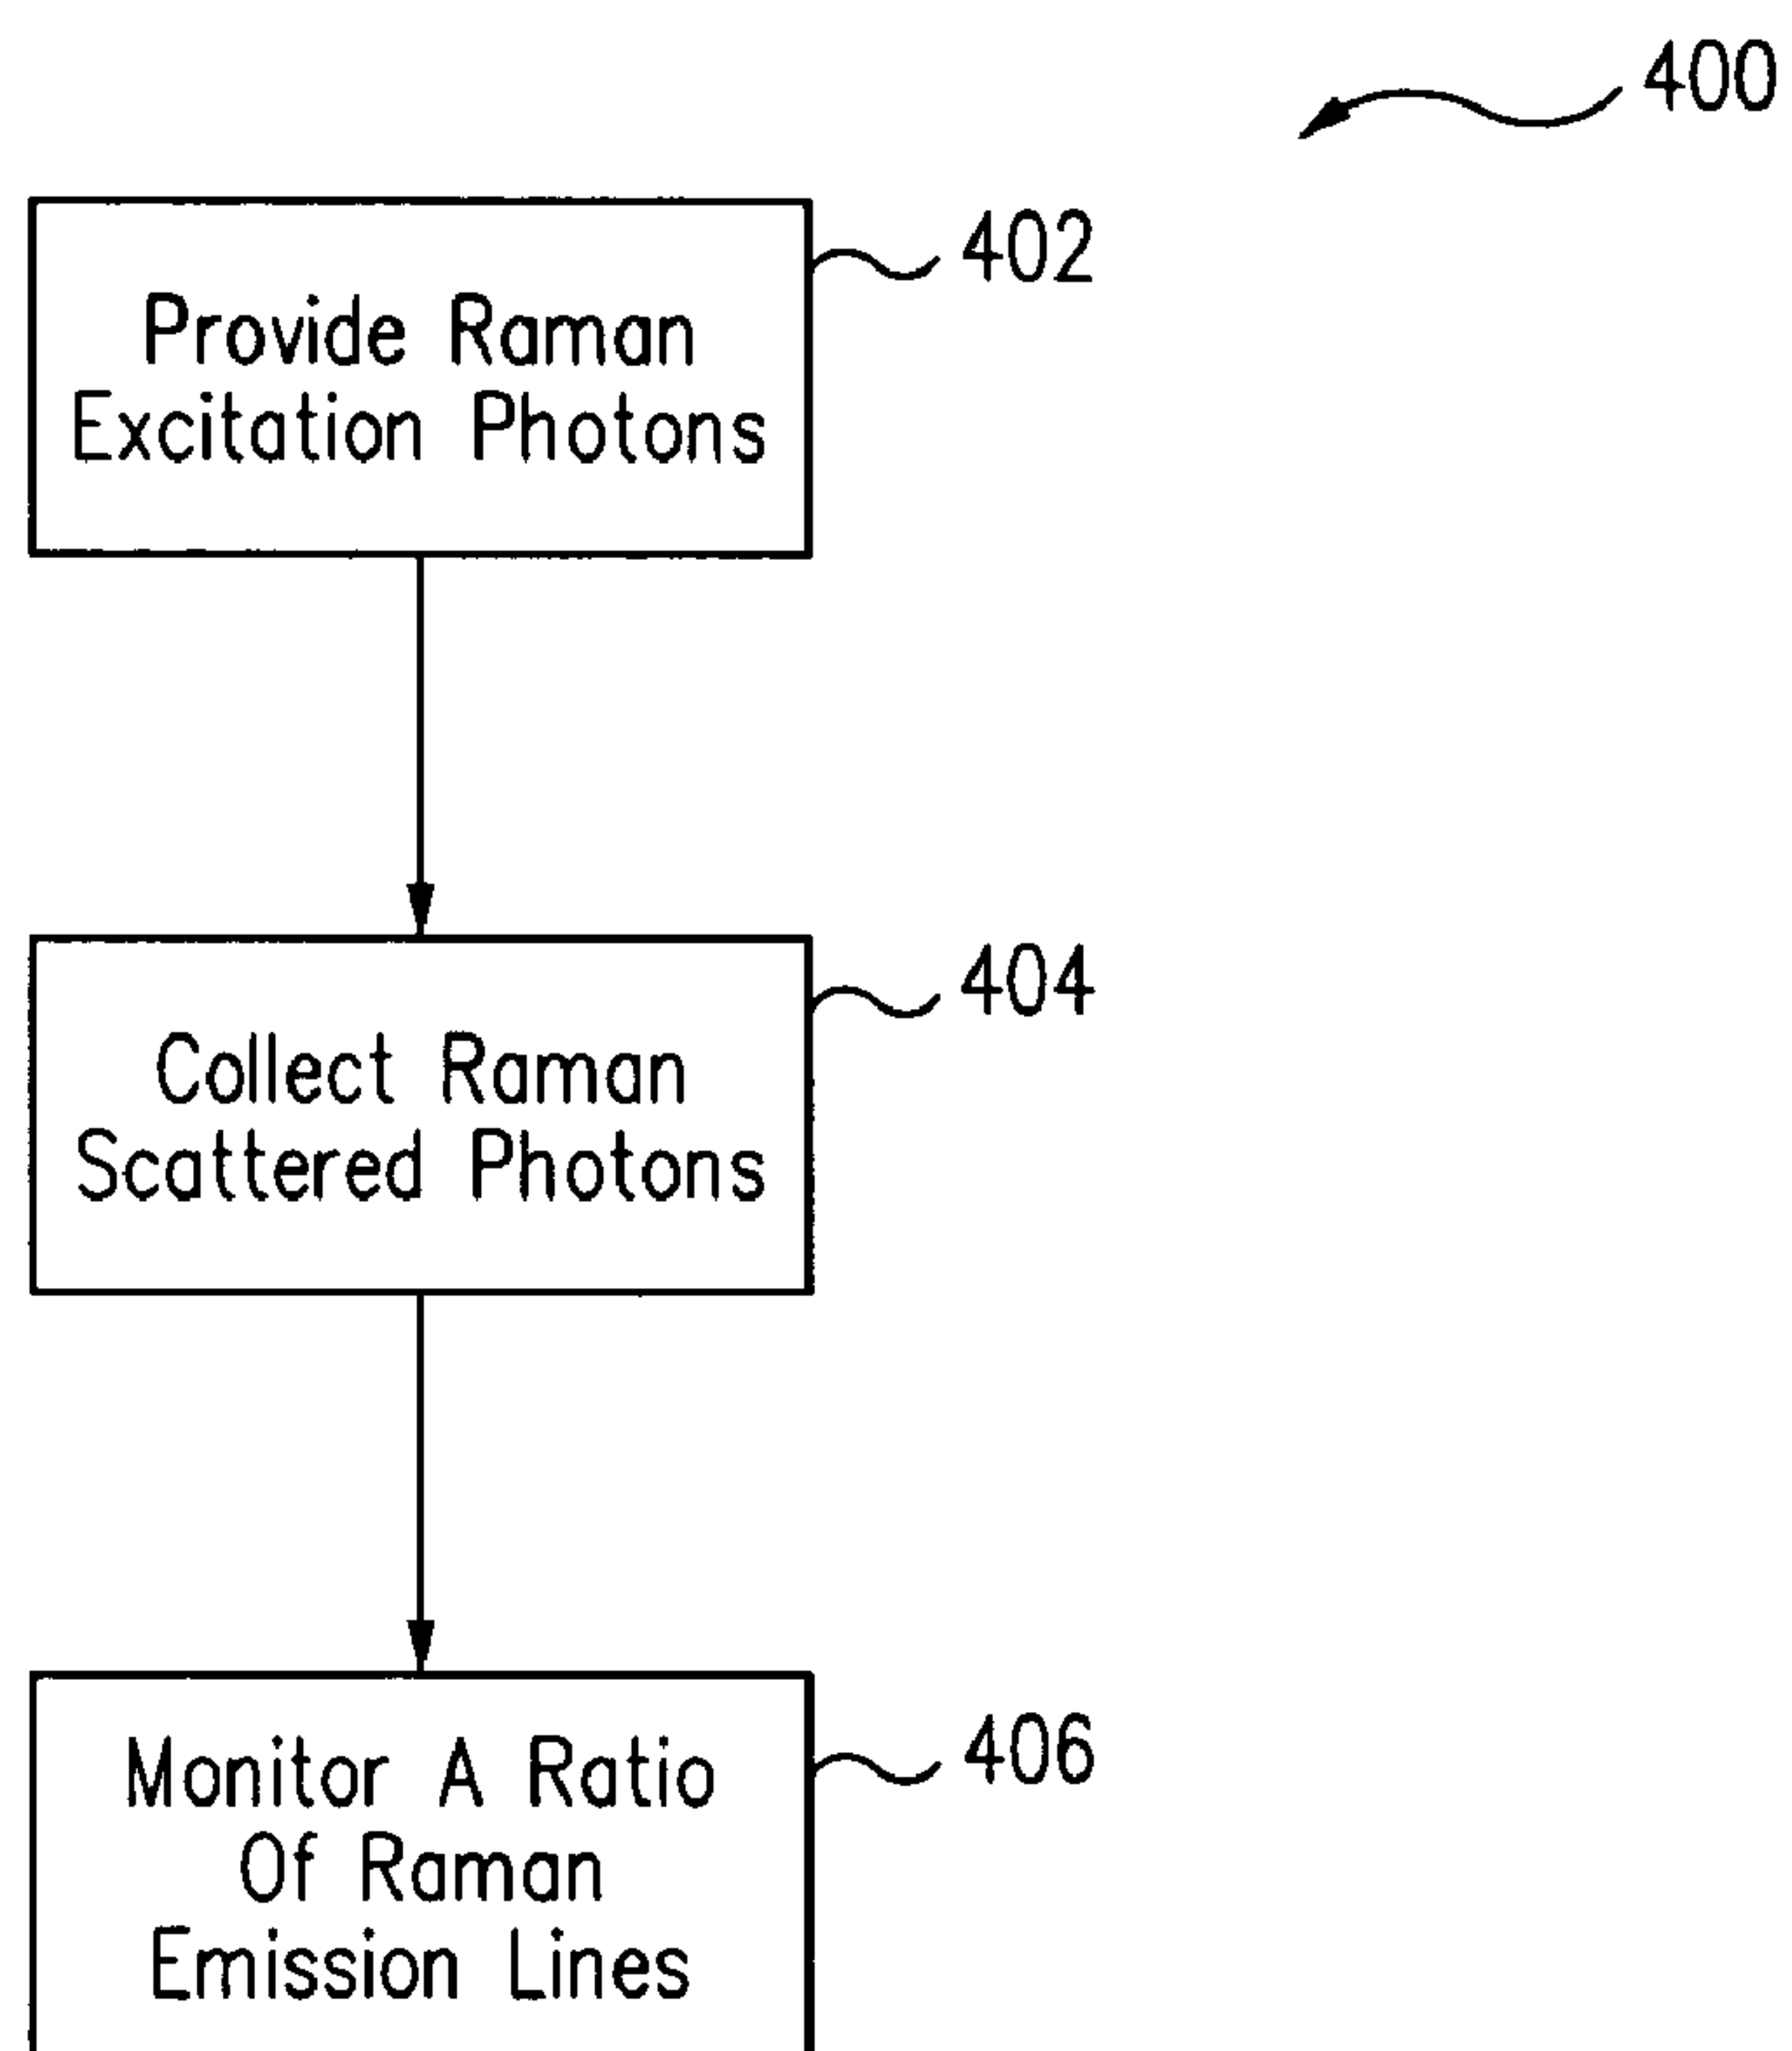 400
402
Provide Raman
Excitation Photons
404
Collect Raman
Scattered Photons
406
Monitor A Ratio
Of Raman
Emission Lines